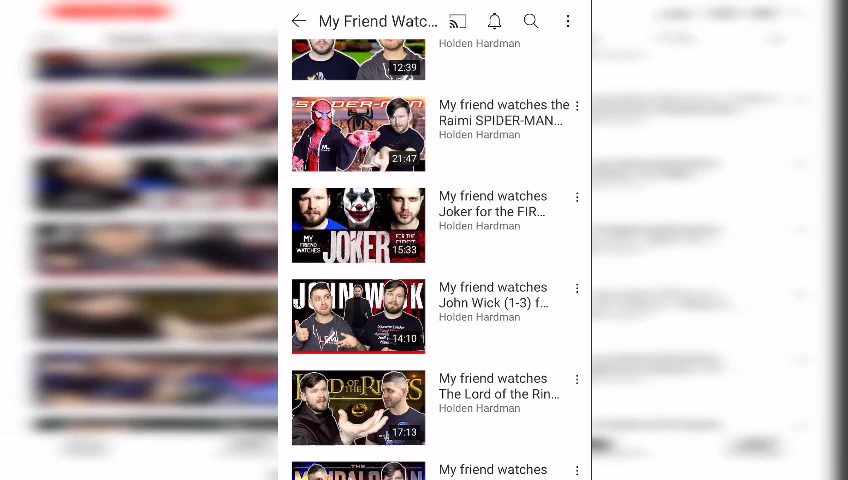 My Friend Watc...
Holden Hardman
12:39
SPIDER-MAN
21:47
My friend watches the
Raimi SPIDER-MAN...
Holden Hardman
MY
FRIEND
WATCHES
JOKER
FOR THE
FIRST
15:33
My friend watches
Joker for the FIR...
Holden Hardman
JOHN WICK
14:10
My friend watches
John Wick (1-3) f...
Holden Hardman
LORD OF THE RINGS
17:13
My friend watches
The Lord of the Rin...
Holden Hardman
THE
MANDALORIAN
My friend watches